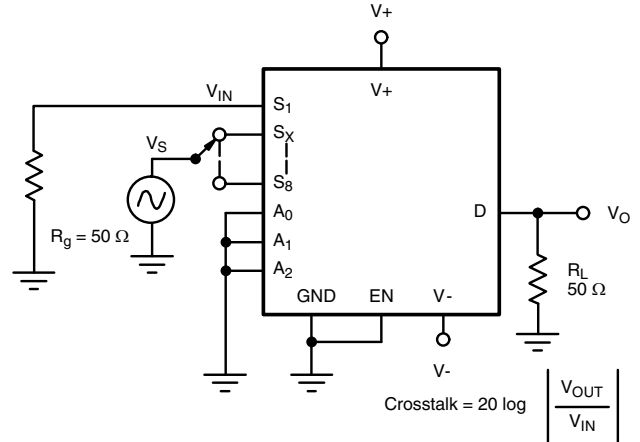 V+
V+
VIN
S1
VS
SX
S8
Rg = 50 Ω
A0
A1
A2
D
VO
RL
50 Ω
GND
EN
V-
V-
Crosstalk = 20 log
VOUT
VIN